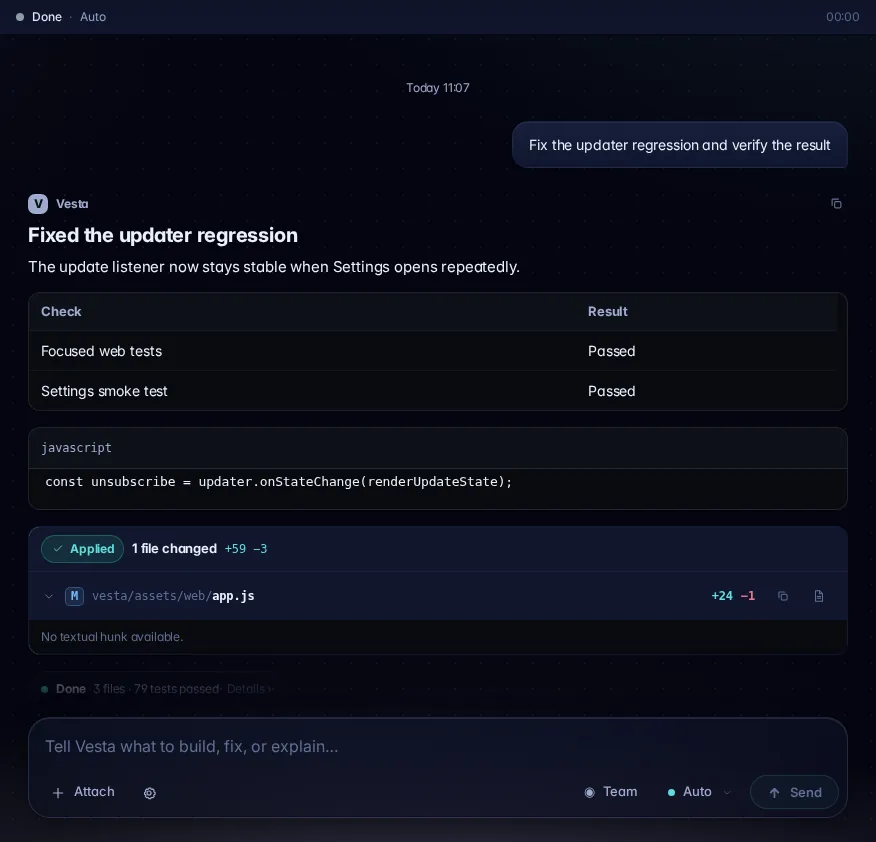 Done · Auto 00:00
Today 11:07
Fix the updater regression and verify the result
V Vesta
Fixed the updater regression
The update listener now stays stable when Settings opens repeatedly.
Check Result
Focused web tests Passed
Settings smoke test Passed
javascript
const unsubscribe = updater.onStateChange(renderUpdateState);
✓ Applied 1 file changed +59 −3
M vesta/assets/web/app.js +24 −1
No textual hunk available.
Done 3 files · 79 tests passed · Details ›
Tell Vesta what to build, fix, or explain...
+ Attach Team Auto Send